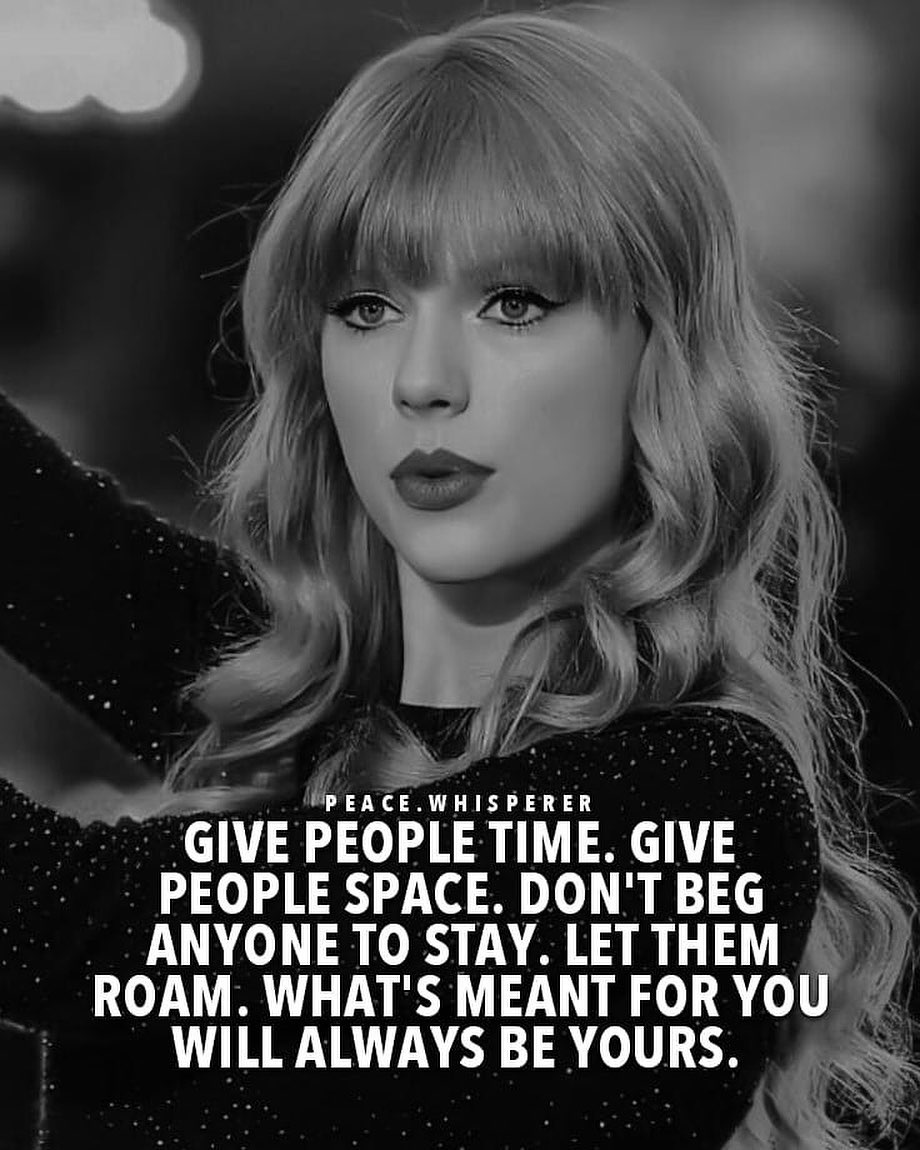 PEACE.WHISPERER
GIVE PEOPLE TIME. GIVE
PEOPLE SPACE. DON'T BEG
ANYONE TO STAY. LET THEM
ROAM. WHAT'S MEANT FOR YOU
WILL ALWAYS BE YOURS.